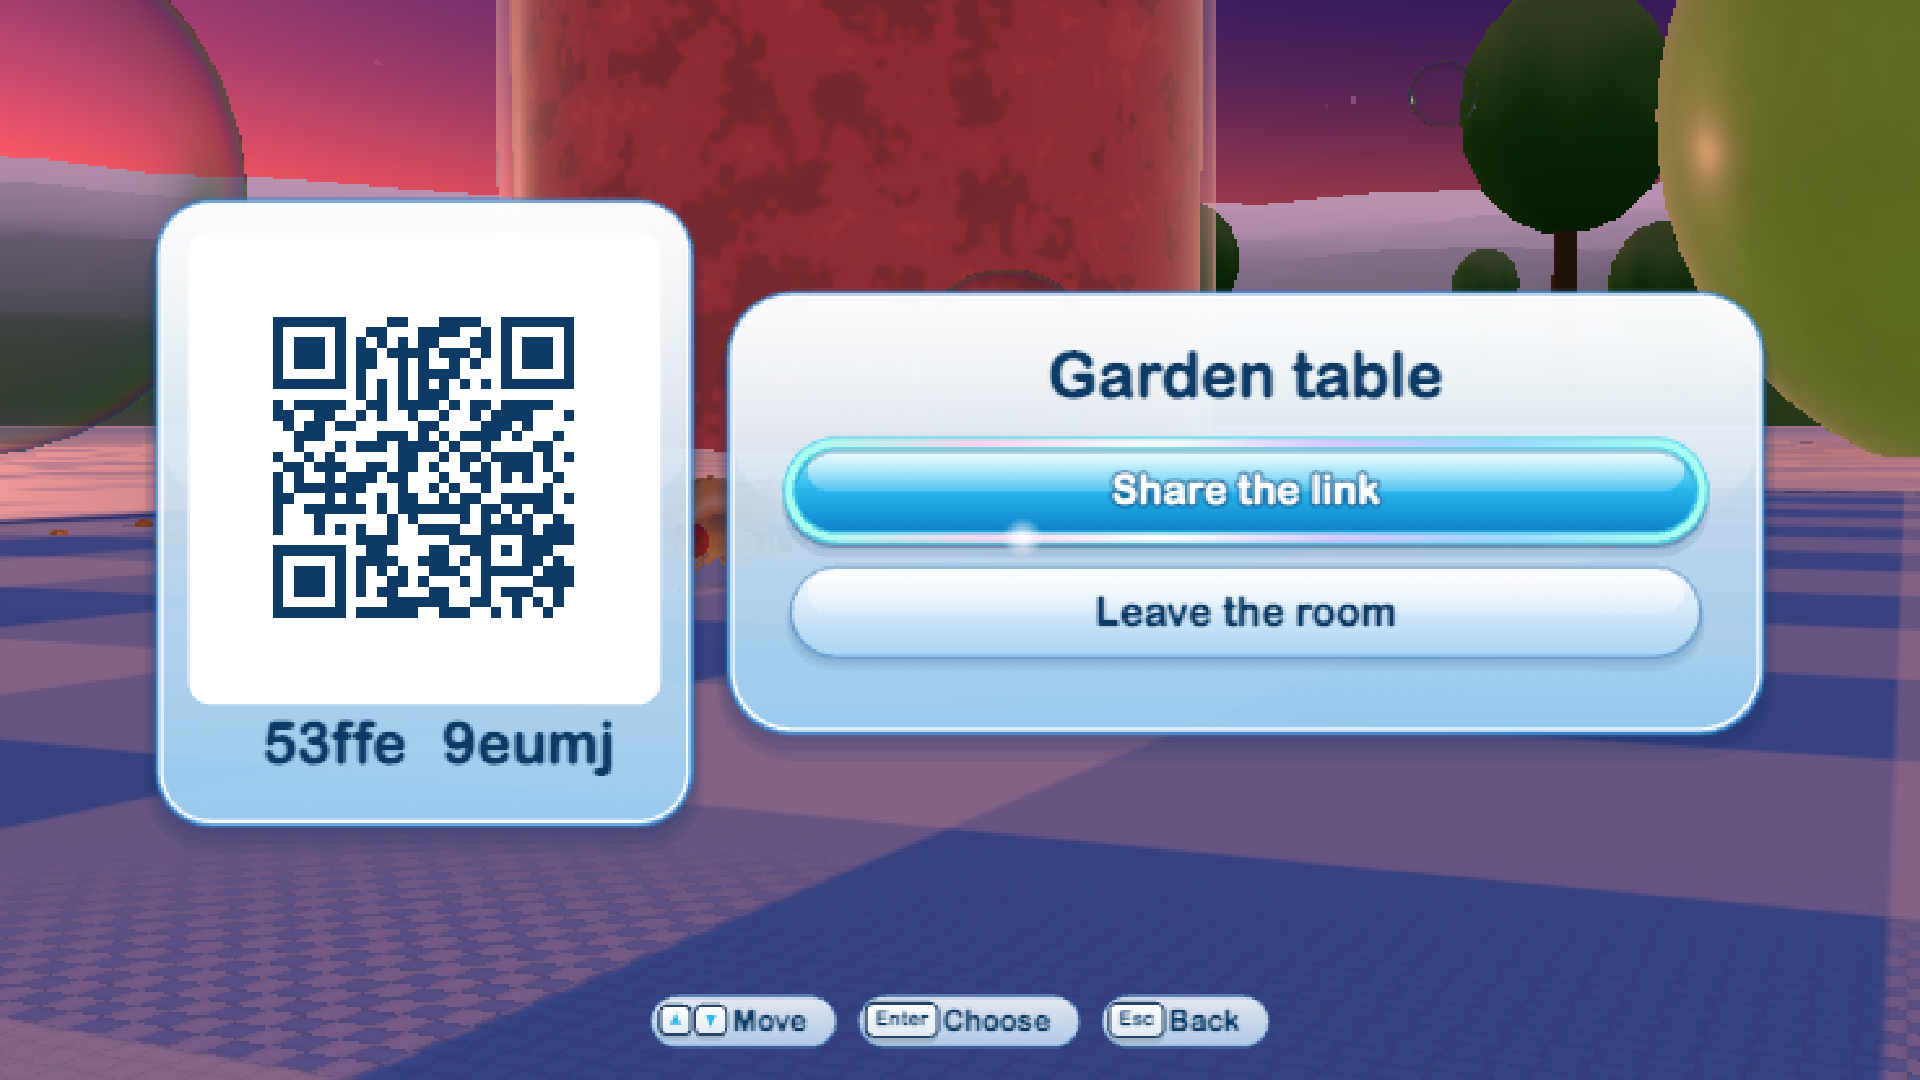 Garden table
Share the link
Leave the room
53ffe 9eumj
Move
Enter Choose
Esc Back